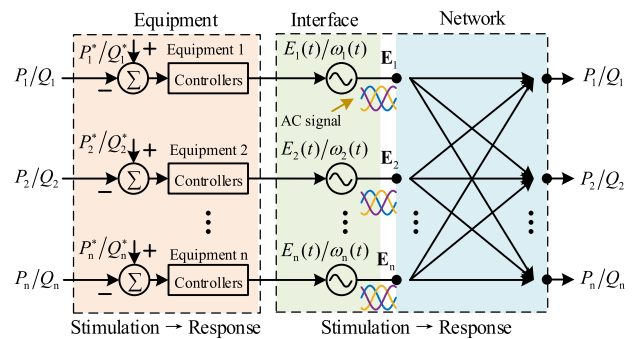 Equipment Interface Network
P₁*/Q₁* + Equipment 1 E₁(t)/ω₁(t) E₁
P₁/Q₁ − Σ Controllers P₁/Q₁
AC signal
P₂*/Q₂* + Equipment 2 E₂(t)/ω₂(t) E₂
P₂/Q₂ − Σ Controllers P₂/Q₂
Pₙ*/Qₙ* + Equipment n Eₙ(t)/ωₙ(t) Eₙ
Pₙ/Qₙ − Σ Controllers Pₙ/Qₙ
Stimulation → Response Stimulation → Response